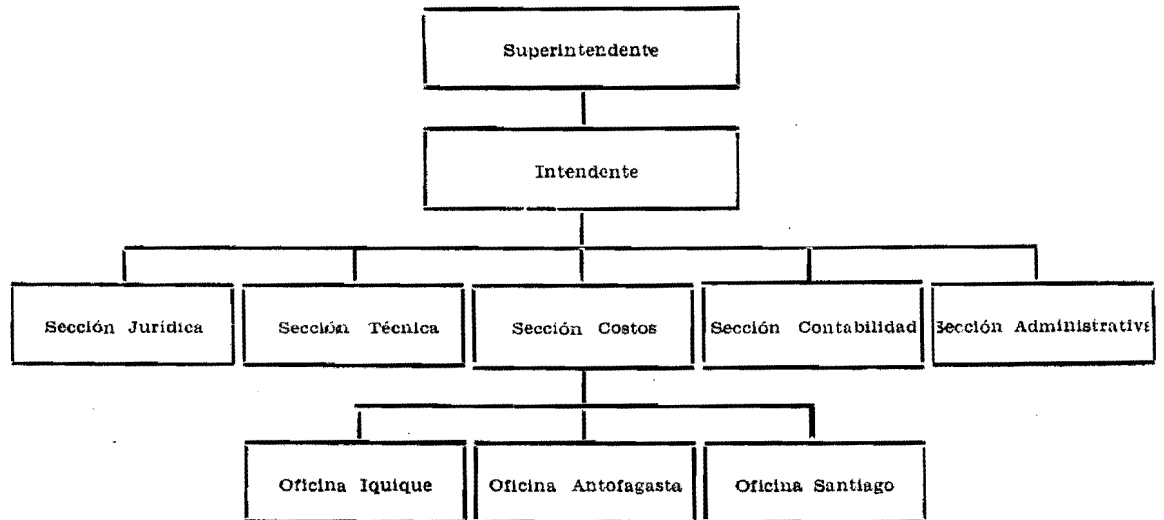 Superintendente
Intendente
Sección Jurídica
Sección Técnica
Sección Costos
Sección Contabilidad
Sección Administrativa
Oficina Iquique
Oficina Antofagasta
Oficina Santiago